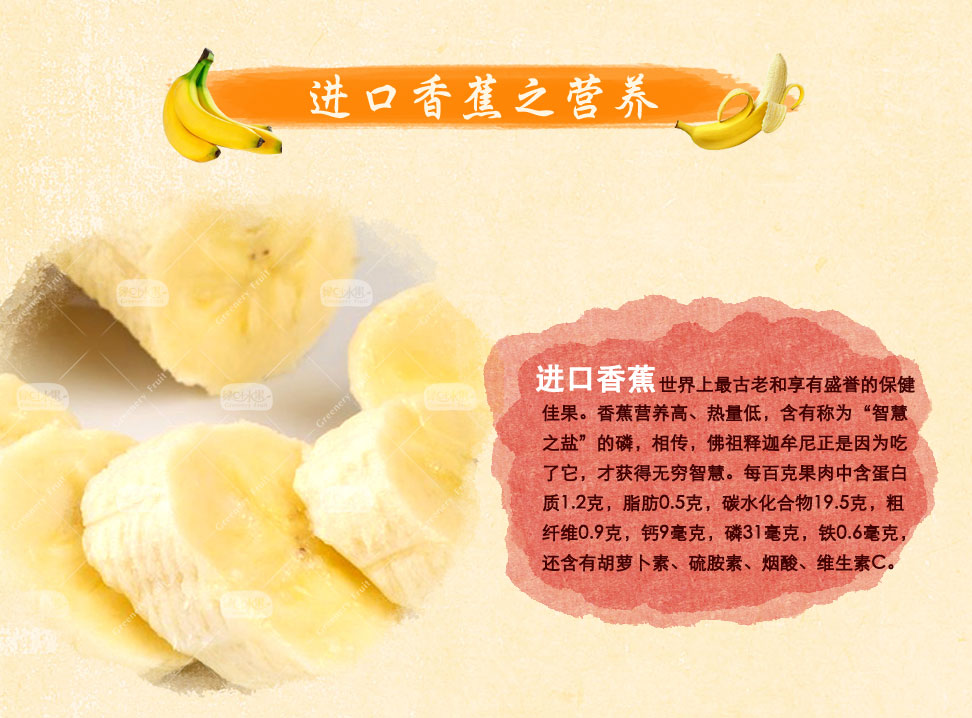 进口香蕉之营养
进口香蕉 世界上最古老和享有盛誉的保健
佳果。香蕉营养高、热量低，含有称为“智慧
之盐”的磷，相传，佛祖释迦牟尼正是因为吃
了它，才获得无穷智慧。每百克果肉中含蛋白
质1.2克，脂肪0.5克，碳水化合物19.5克，粗
纤维0.9克，钙9毫克，磷31毫克，铁0.6毫克，
还含有胡萝卜素、硫胺素、烟酸、维生素C。
Greenery Fruit